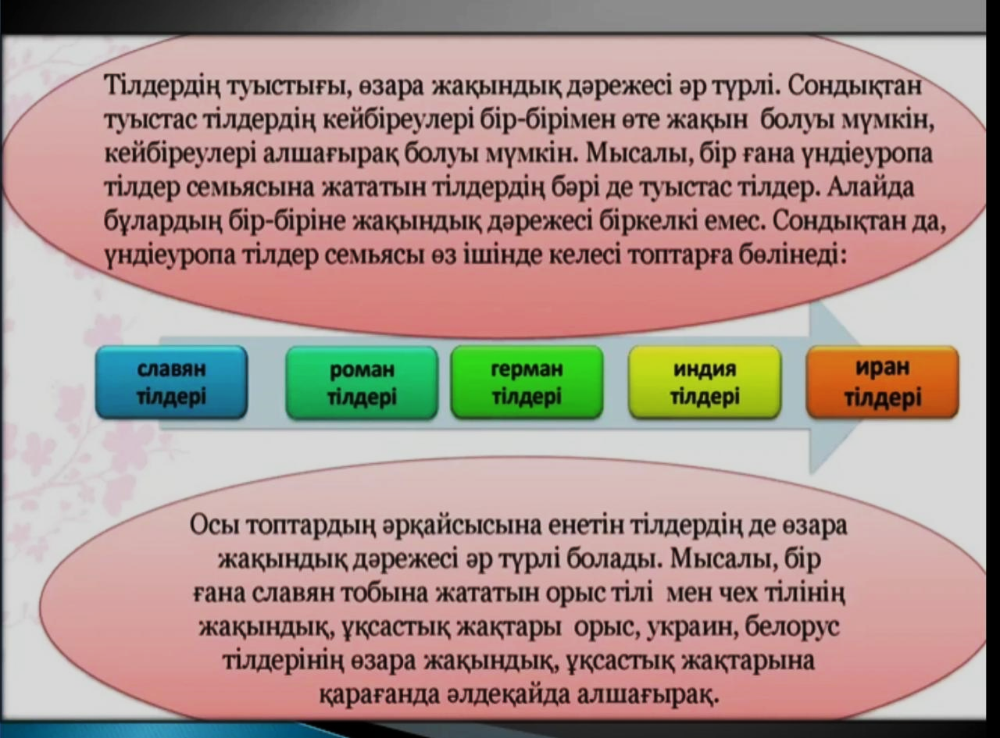 Тілдердің туыстығы, өзара жақындық дәрежесі әр түрлі. Сондықтан
туыстас тілдердің кейбіреулері бір-бірімен өте жақын болуы мүмкін,
кейбіреулері алшағырақ болуы мүмкін. Мысалы, бір ғана үндіеуропа
тілдер семьясына жататын тілдердің бәрі де туыстас тілдер. Алайда
бұлардың бір-біріне жақындық дәрежесі біркелкі емес. Сондықтан да,
үндіеуропа тілдер семьясы өз ішінде келесі топтарға бөлінеді:
славян
тілдері
роман
тілдері
герман
тілдері
индия
тілдері
иран
тілдері
Осы топтардың әрқайсысына енетін тілдердің де өзара
жақындық дәрежесі әр түрлі болады. Мысалы, бір
ғана славян тобына жататын орыс тілі мен чех тілінің
жақындық, ұқсастық жақтары орыс, украин, белорус
тілдерінің өзара жақындық, ұқсастық жақтарына
қарағанда әлдеқайда алшағырақ.